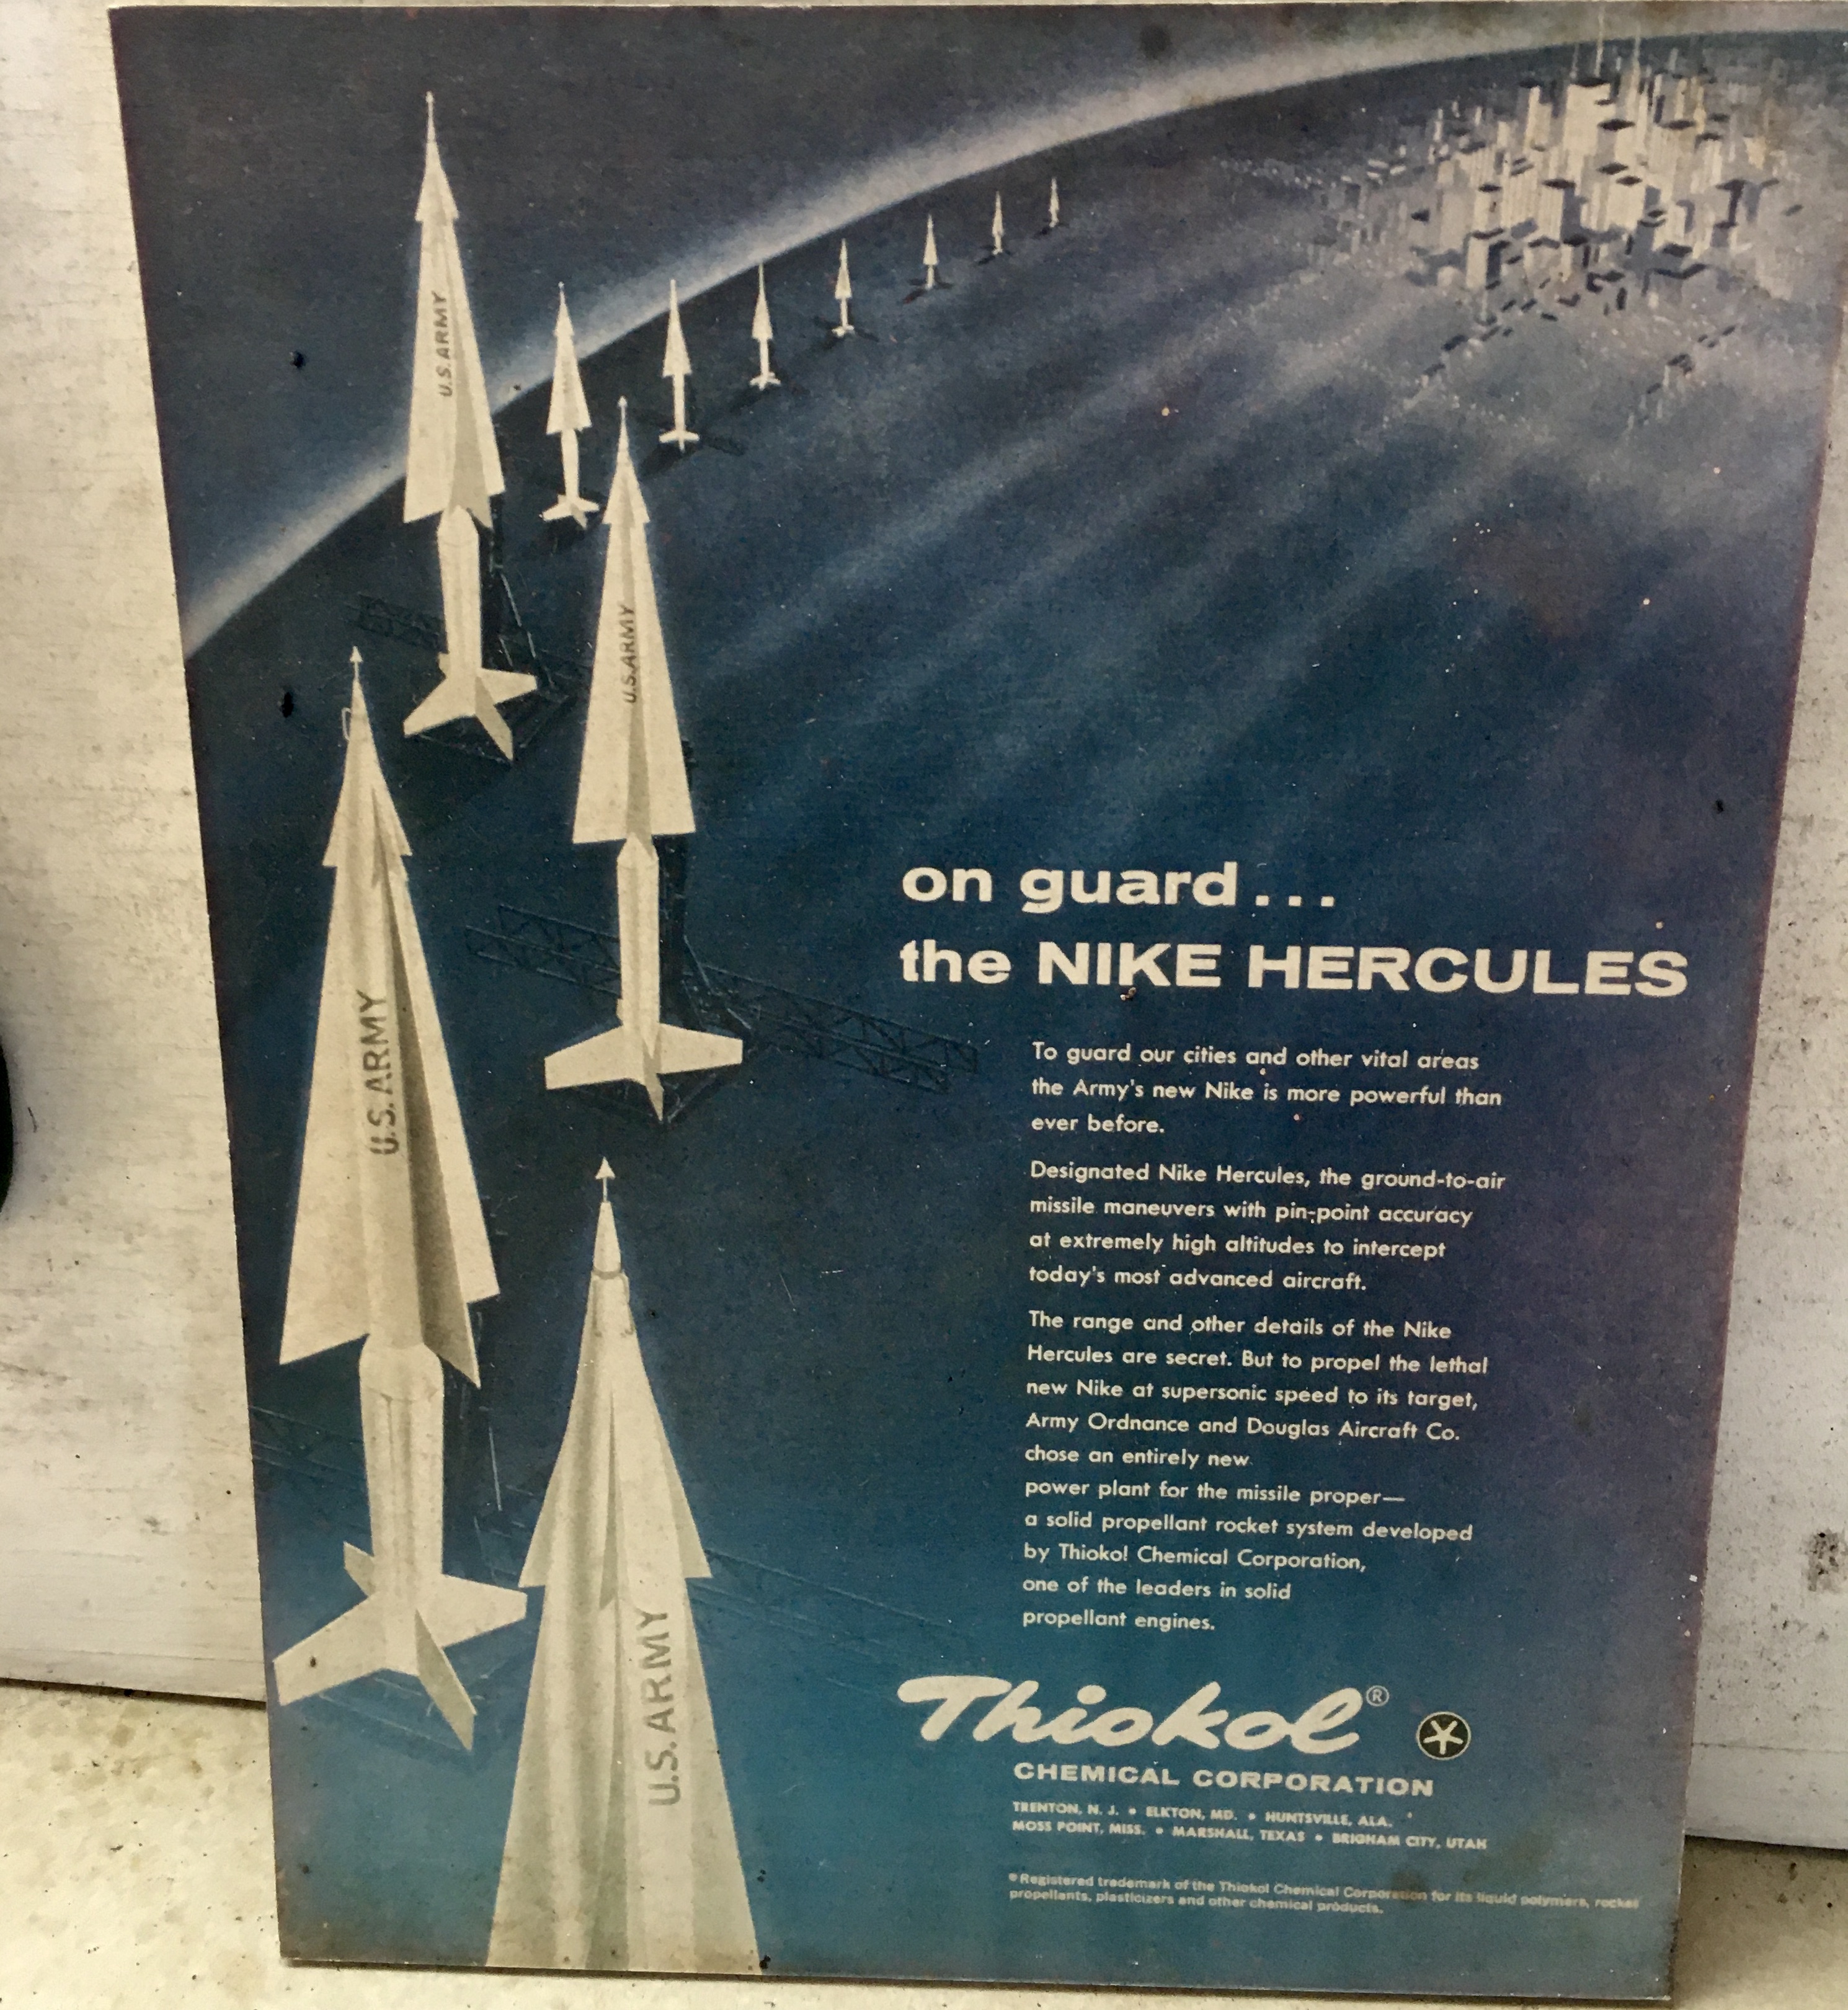 U.S. ARMY
U.S. ARMY
U.S. ARMY
U.S. ARMY
on guard...
the NIKE HERCULES
To guard our cities and other vital areas
the Army's new Nike is more powerful than
ever before.
Designated Nike Hercules, the ground-to-air
missile maneuvers with pin-point accuracy
at extremely high altitudes to intercept
today's most advanced aircraft.
The range and other details of the Nike
Hercules are secret. But to propel the lethal
new Nike at supersonic speed to its target,
Army Ordnance and Douglas Aircraft Co.
chose an entirely new
power plant for the missile proper—
a solid propellant rocket system developed
by Thiokol Chemical Corporation,
one of the leaders in solid
propellant engines.
Thiokol®
CHEMICAL CORPORATION
TRENTON, N. J. • ELKTON, MD. • HUNTSVILLE, ALA.
MOSS POINT, MISS. • MARSHALL, TEXAS • BRIGHAM CITY, UTAH
®Registered trademark of the Thiokol Chemical Corporation for its liquid polymers, rocket
propellants, plasticizers and other chemical products.